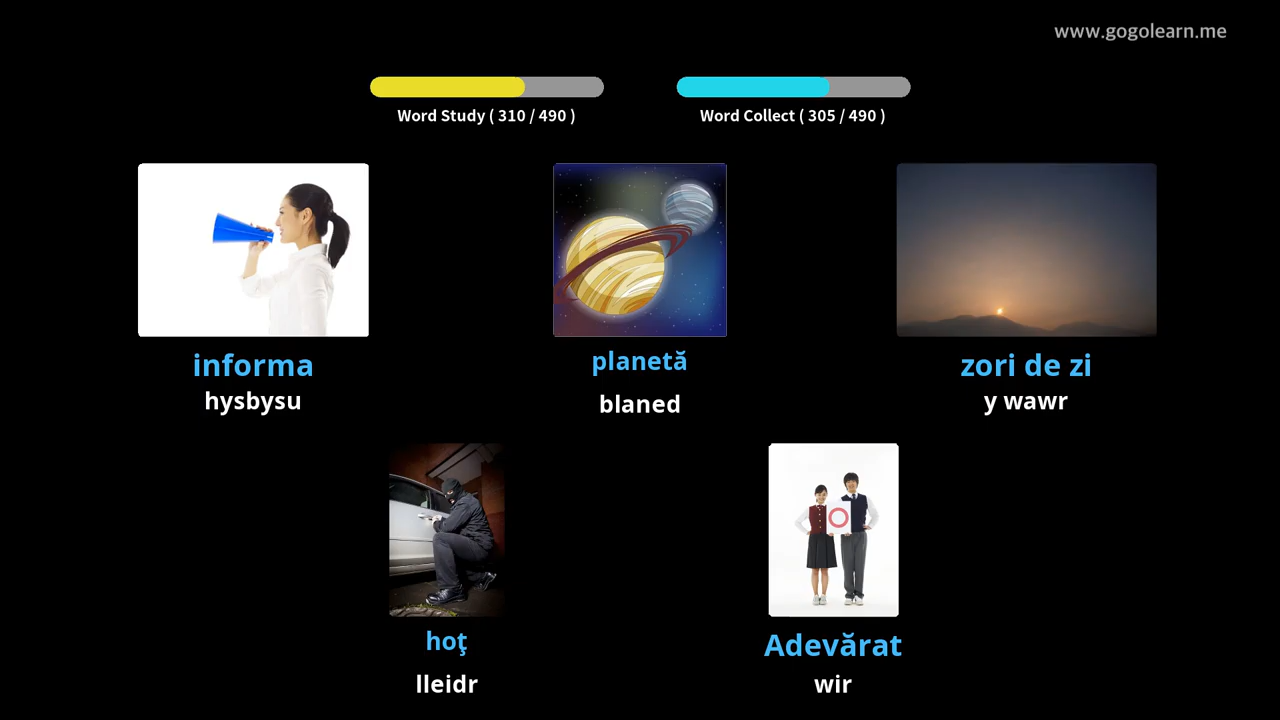 www.gogolearn.me
Word Study ( 310 / 490 )
Word Collect ( 305 / 490 )
informa
hysbysu
planetă
blaned
zori de zi
y wawr
hoţ
lleidr
Adevărat
wir